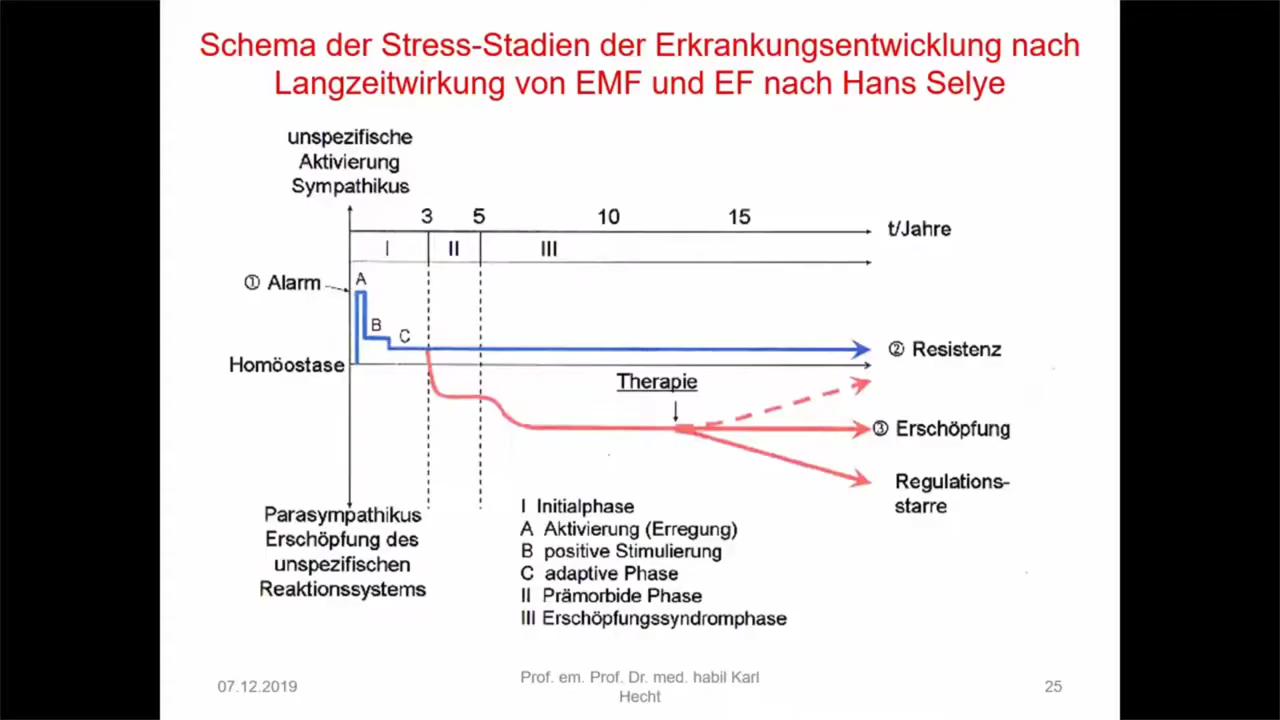 Schema der Stress-Stadien der Erkrankungsentwicklung nach
Langzeitwirkung von EMF und EF nach Hans Selye
unspezifische
Aktivierung
Sympathikus
3 5 10 15
t/Jahre
I II III
① Alarm
A
B
C
② Resistenz
Homöostase
Therapie
③ Erschöpfung
Regulations-
starre
Parasympathikus
Erschöpfung des
unspezifischen
Reaktionssystems
I Initialphase
A Aktivierung (Erregung)
B positive Stimulierung
C adaptive Phase
II Prämorbide Phase
III Erschöpfungssyndromphase
07.12.2019
Prof. em. Prof. Dr. med. habil Karl
Hecht
25